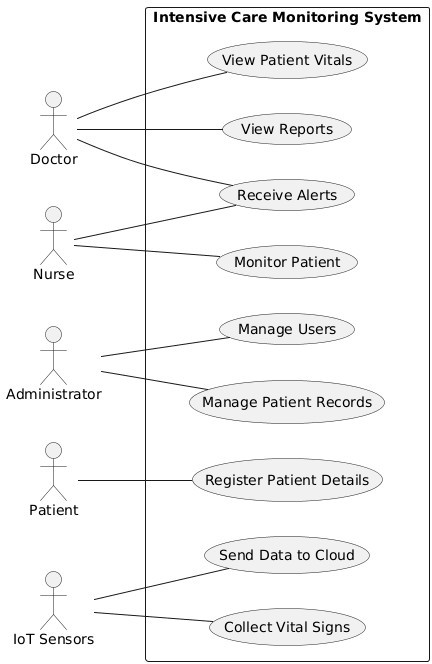 Intensive Care Monitoring System
View Patient Vitals
View Reports
Doctor
Receive Alerts
Monitor Patient
Nurse
Manage Users
Administrator
Manage Patient Records
Register Patient Details
Patient
Send Data to Cloud
Collect Vital Signs
IoT Sensors